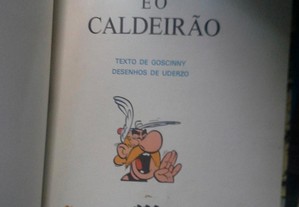 E O
CALDEIRÃO
TEXTO DE GOSCINNY
DESENHOS DE UDERZO